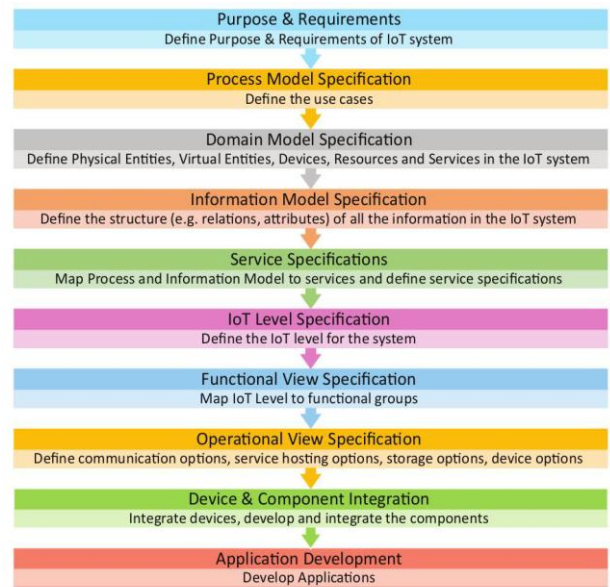 Purpose & Requirements
Define Purpose & Requirements of IoT system
Process Model Specification
Define the use cases
Domain Model Specification
Define Physical Entities, Virtual Entities, Devices, Resources and Services in the IoT system
Information Model Specification
Define the structure (e.g. relations, attributes) of all the information in the IoT system
Service Specifications
Map Process and Information Model to services and define service specifications
IoT Level Specification
Define the IoT level for the system
Functional View Specification
Map IoT Level to functional groups
Operational View Specification
Define communication options, service hosting options, storage options, device options
Device & Component Integration
Integrate devices, develop and integrate the components
Application Development
Develop Applications